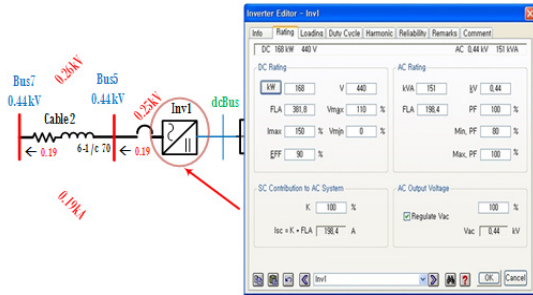 Bus7
0.44kV
0.26kV
Cable2
6-1/c 70
← 0.19
0.19kA
Bus5
0.44kV
← 0.19
0.25kV
Inv1
dcBus
Inverter Editor - Inv1
Info Rating Loading Duty Cycle Harmonic Reliability Remarks Comment
DC 168 kW 440 V AC 0,44 kV 151 kVA
DC Rating
kW 168 V 440
FLA 381,8 Vmax 110 %
Imax 150 % Vmin 0 %
EFF 90 %
AC Rating
kVA 151 kV 0,44
FLA 198,4 PF 100 %
Min. PF 80 %
Max. PF 100 %
SC Contribution to AC System
K 100 %
Isc = K * FLA 198,4 A
AC Output Voltage
Regulate Vac 100 %
Vac 0,44 kV
Inv1
OK Cancel